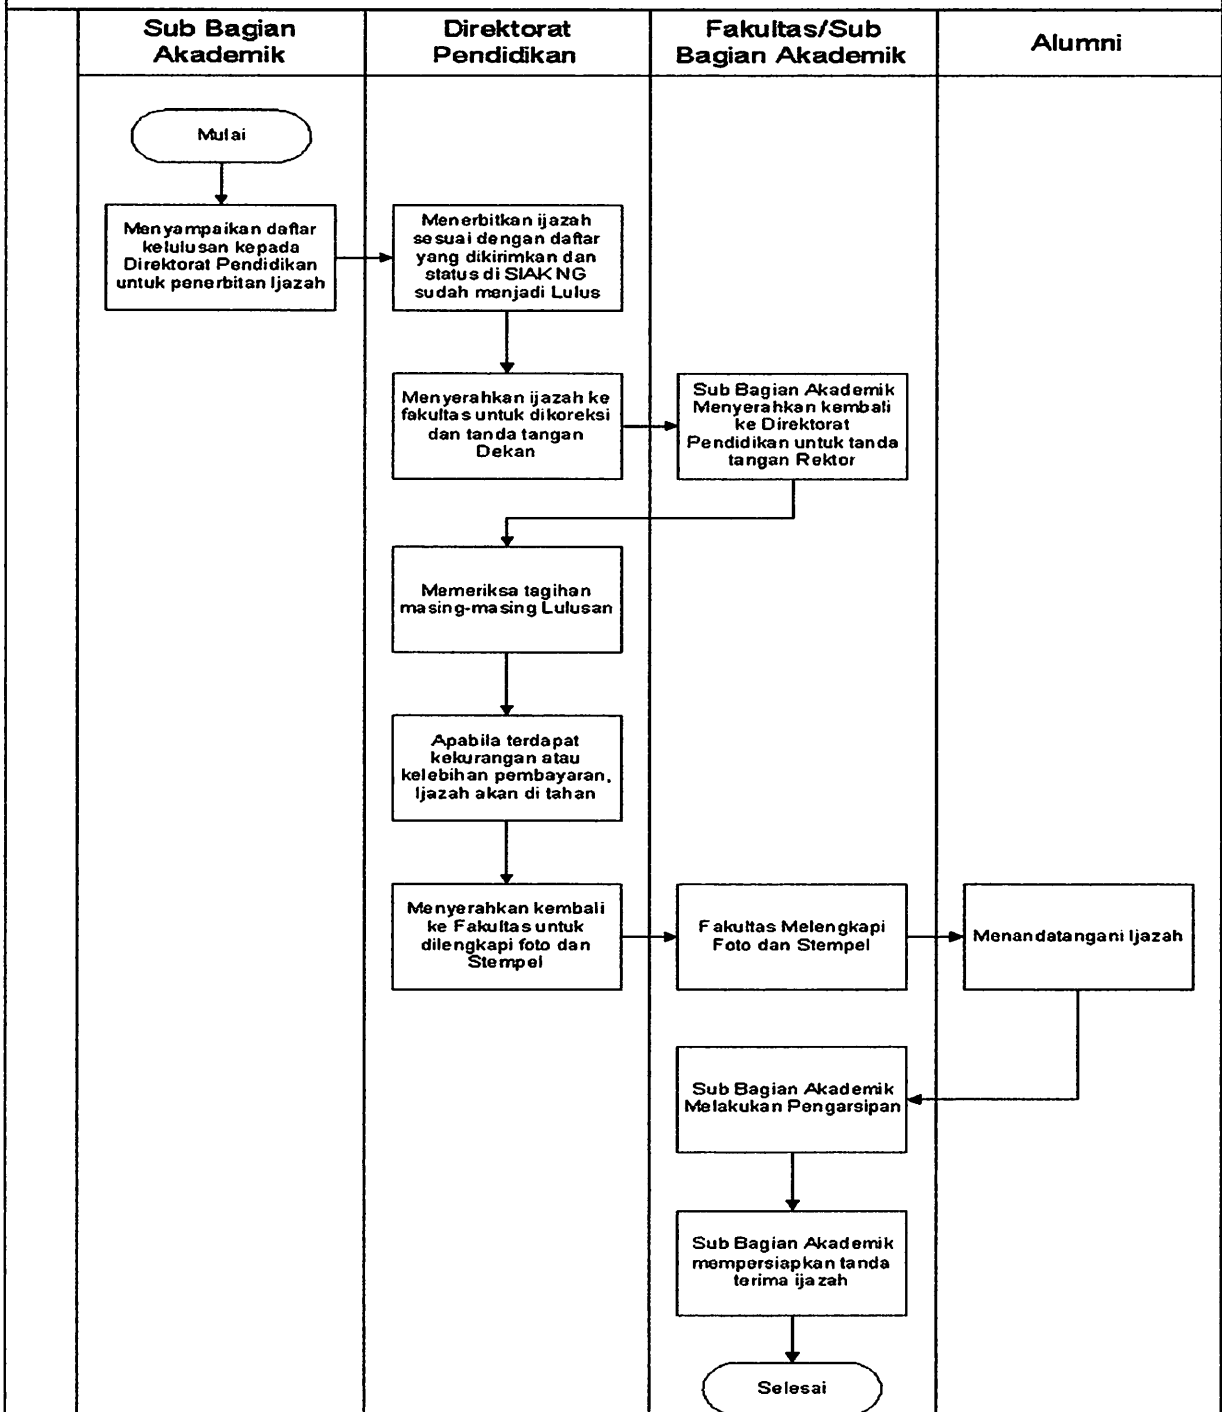 Sub Bagian
Akademik
Direktorat
Pendidikan
Fakultas/Sub
Bagian Akademik
Alumni
Mulai
Menyampaikan daftar
kelulusan kepada
Direktorat Pendidikan
untuk penerbitan Ijazah
Menerbitkan ijazah
sesuai dengan daftar
yang dikirimkan dan
status di SIAK NG
sudah menjadi Lulus
Menyerahkan ijazah ke
fakultas untuk dikoreksi
dan tanda tangan
Dekan
Sub Bagian Akademik
Menyerahkan kembali
ke Direktorat
Pendidikan untuk tanda
tangan Rektor
Memeriksa tagihan
masing-masing Lulusan
Apabila terdapat
kekurangan atau
kelebihan pembayaran,
Ijazah akan di tahan
Menyerahkan kembali
ke Fakultas untuk
dilengkapi foto dan
Stempel
Fakultas Melengkapi
Foto dan Stempel
Menandatangani Ijazah
Sub Bagian Akademik
Melakukan Pengarsipan
Sub Bagian Akademik
mempersiapkan tanda
terima ijazah
Selesai